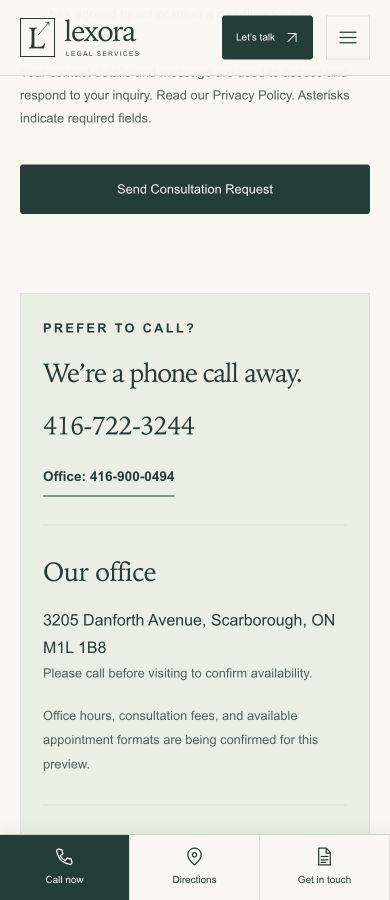 L
lexora
LEGAL SERVICES
Let's talk
respond to your inquiry. Read our Privacy Policy. Asterisks
indicate required fields.
Send Consultation Request
PREFER TO CALL?
We’re a phone call away.
416-722-3244
Office: 416-900-0494
Our office
3205 Danforth Avenue, Scarborough, ON
M1L 1B8
Please call before visiting to confirm availability.
Office hours, consultation fees, and available
appointment formats are being confirmed for this
preview.
Call now
Directions
Get in touch